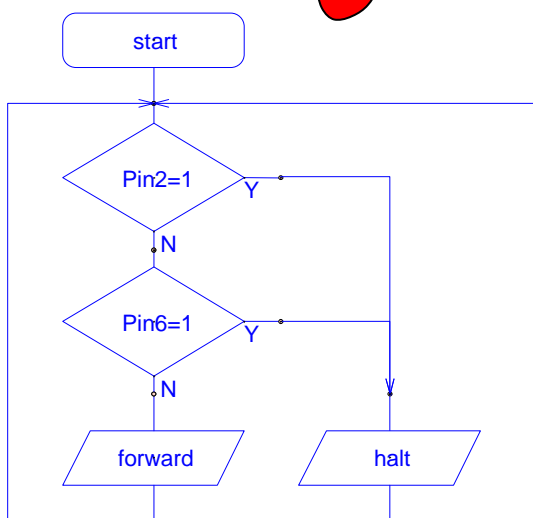 start
Pin2=1
Y
N
Pin6=1
Y
N
forward
halt